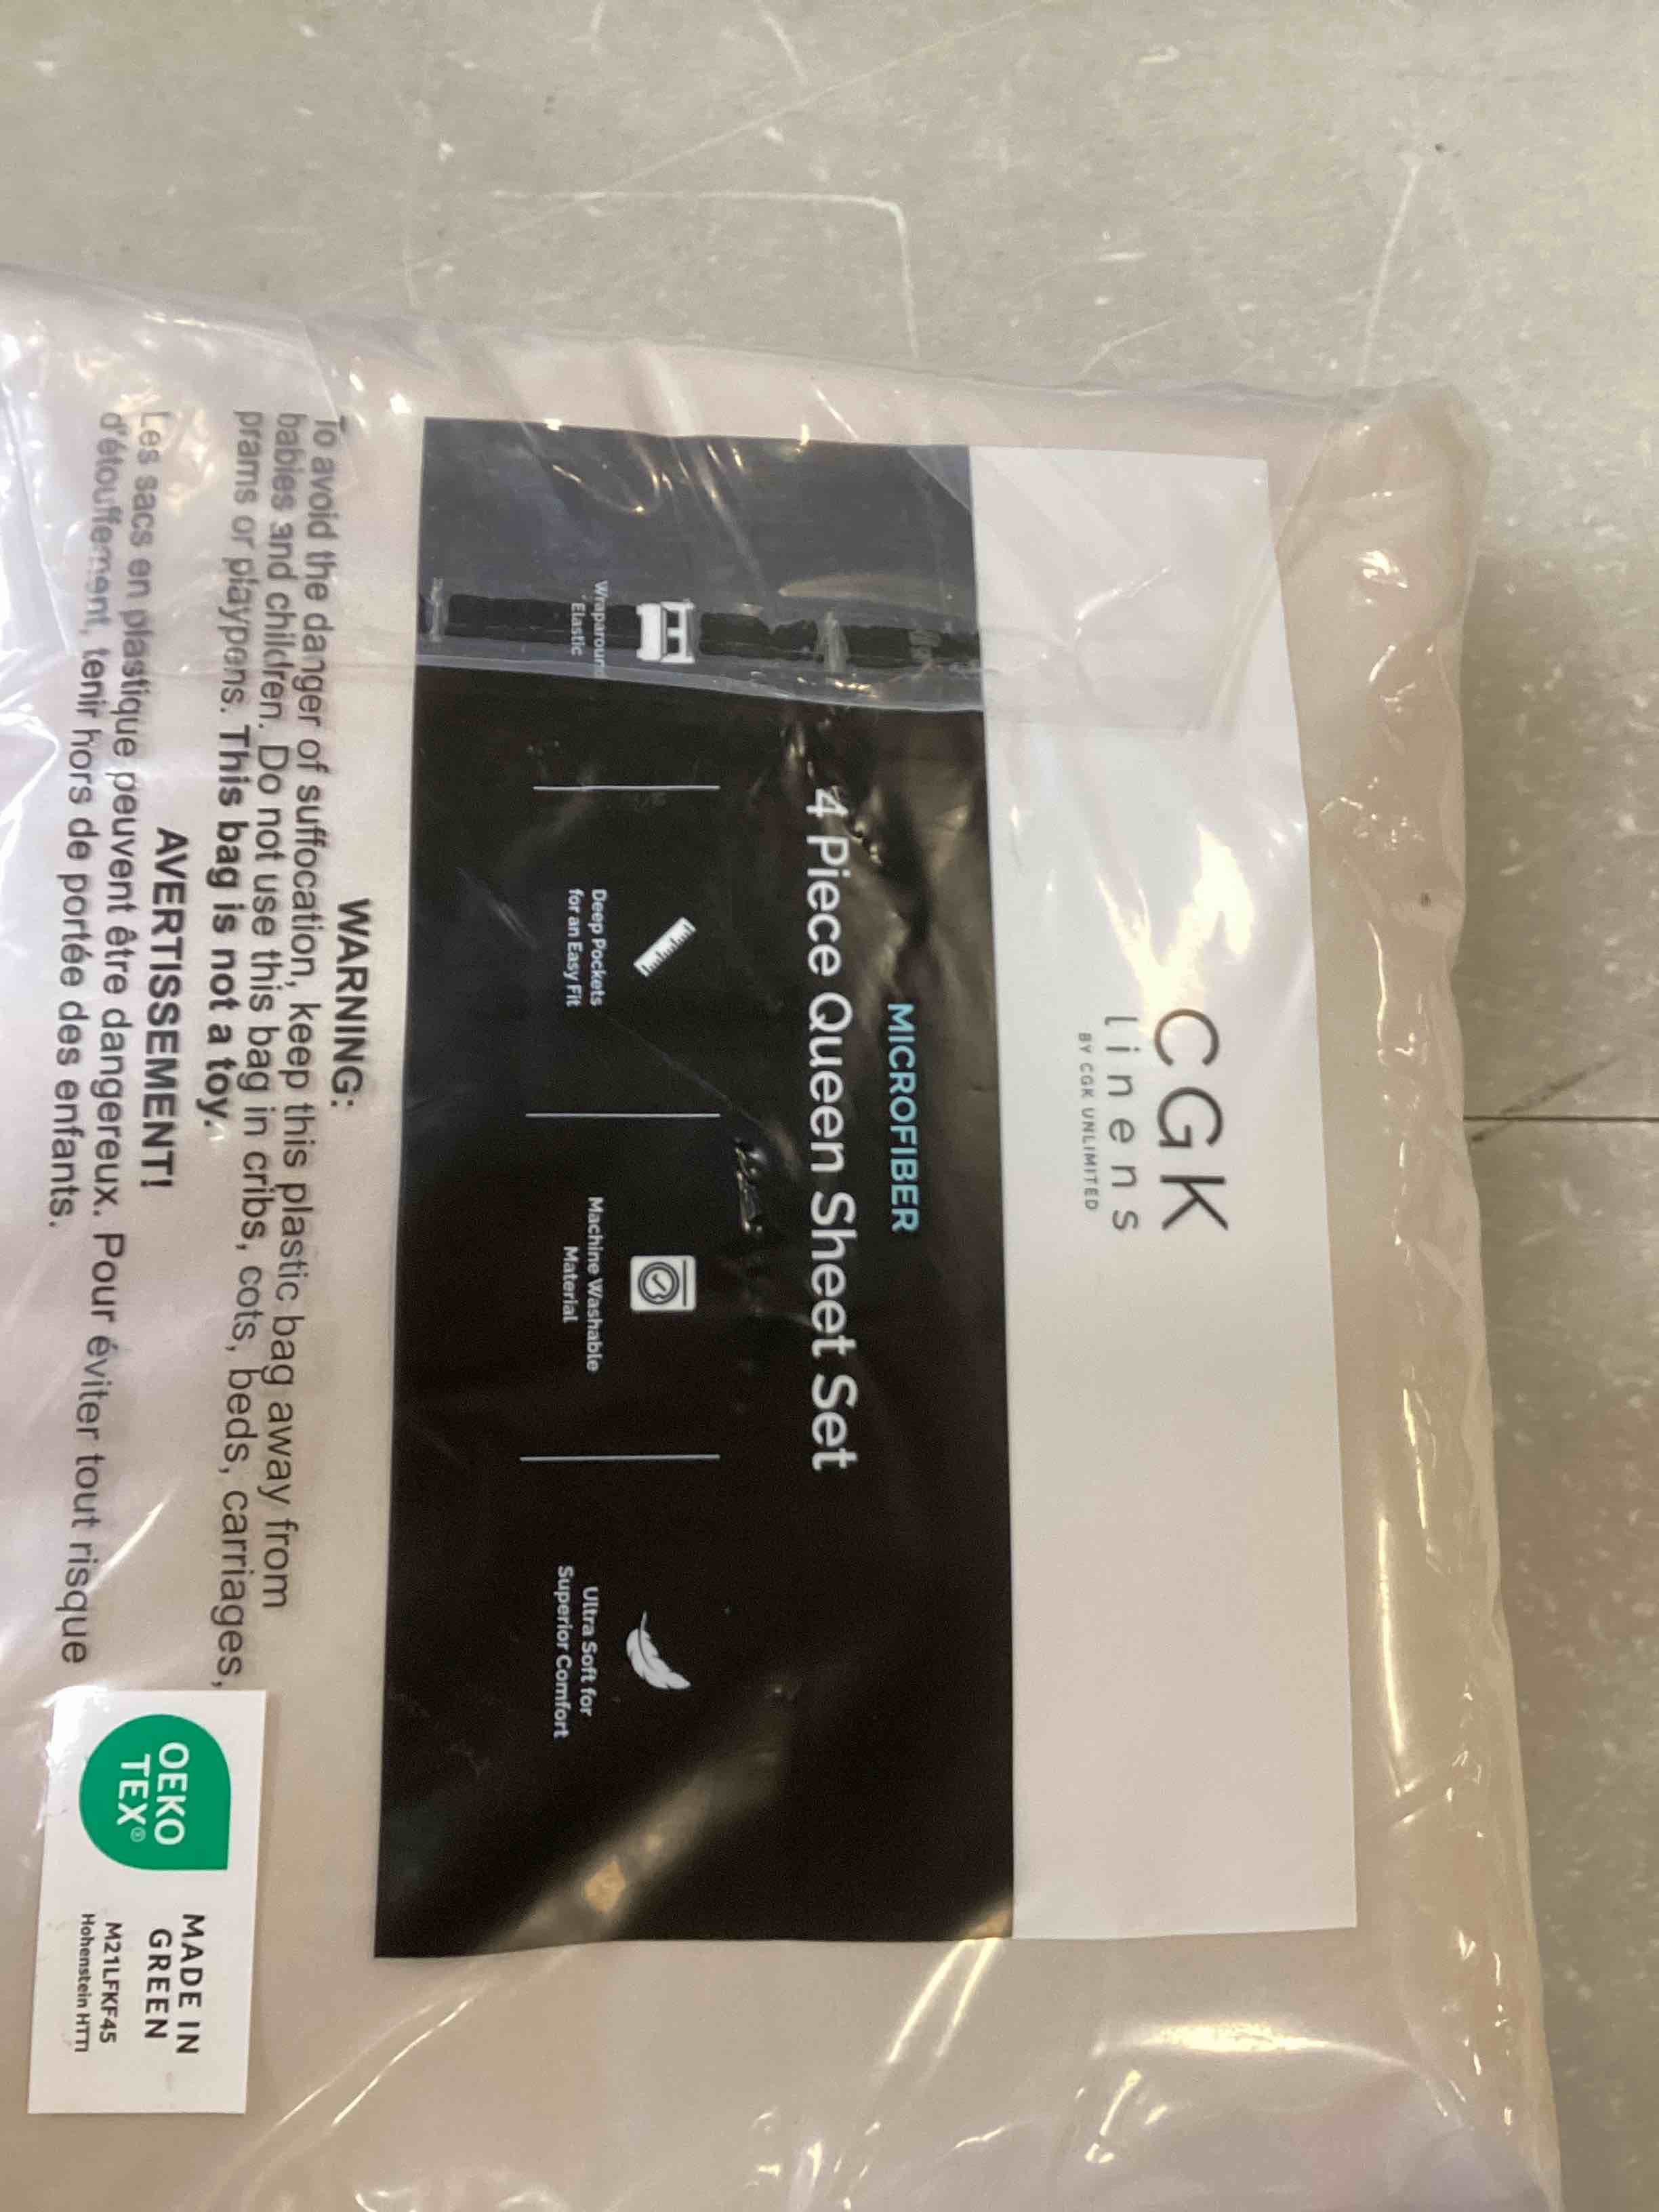 CGK
linens
BY CGK UNLIMITED
MICROFIBER
4 Piece Queen Sheet Set
Wraparoun
Elastic
Deep Pockets
for an Easy Fit
Machine Washable
Material
Ultra Soft for
Superior Comfort
WARNING:
To avoid the danger of suffocation, keep this plastic bag away from
babies and children. Do not use this bag in cribs, cots, beds, carriages,
prams or playpens. This bag is not a toy.
AVERTISSEMENT!
Les sacs en plastique peuvent être dangereux. Pour éviter tout risque
d'étouffement, tenir hors de portée des enfants.
OEKO
TEX®
MADE IN
GREEN
M21LFKF45
Hohenstein HTTI